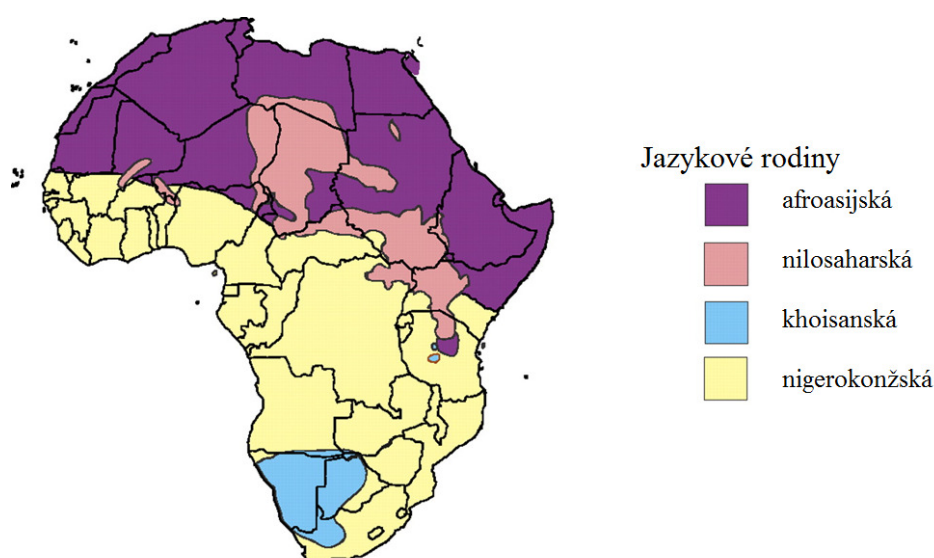 Jazykové rodiny
afroasijská
nilosaharská
khoisanská
nigerokonžská